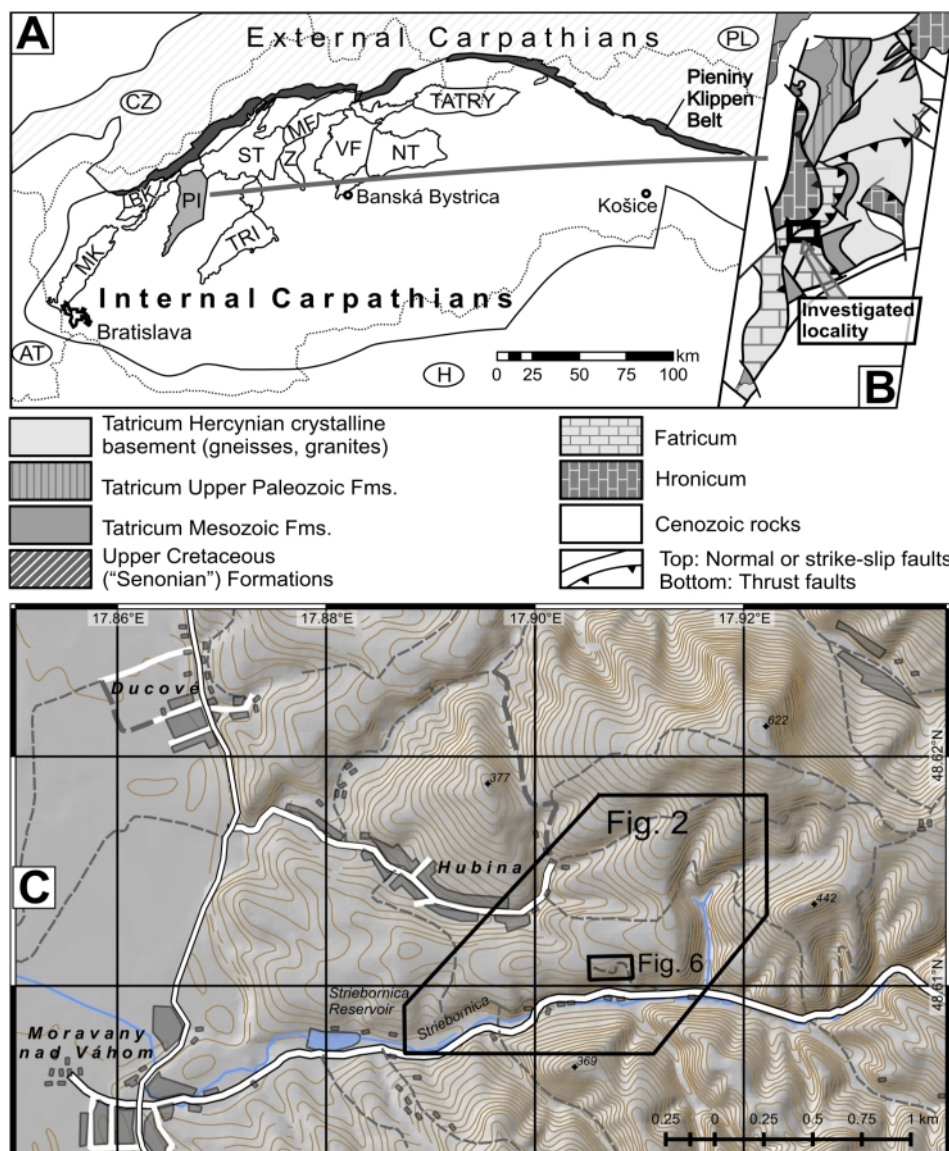 A
External Carpathians
PL
CZ
Pieniny
Klippen
Belt
TATRY
MF
ST
Z
VF
NT
BK
PI
Banská Bystrica
Košice
TRI
MK
Internal Carpathians
Bratislava
AT
H
km
0 25 50 75 100
Investigated
locality
B
Tatricum Hercynian crystalline
basement (gneisses, granites)
Tatricum Upper Paleozoic Fms.
Tatricum Mesozoic Fms.
Upper Cretaceous
("Senonian") Formations
Fatricum
Hronicum
Cenozoic rocks
Top: Normal or strike-slip faults
Bottom: Thrust faults
17.86°E
17.88°E
17.90°E
17.92°E
Ducové
622
48.62°N
377
Fig. 2
C
Hubina
442
Fig. 6
48.61°N
Striebornica
Reservoir
Striebornica
Moravany
nad Váhom
369
0.25 0 0.25 0.5 0.75 1 km